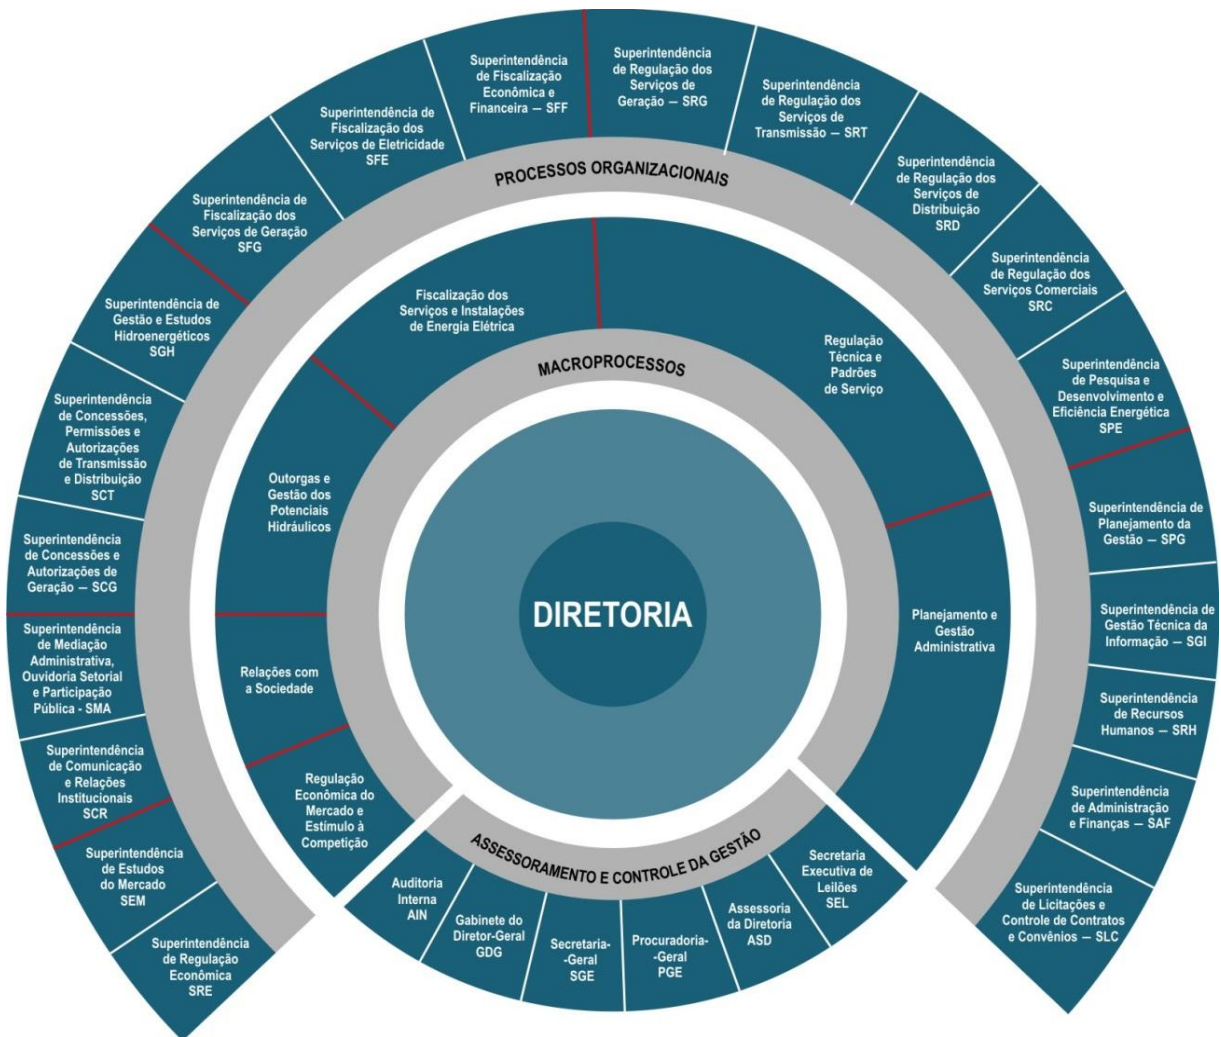 Superintendência
de Fiscalização
Econômica e
Financeira – SFF
Superintendência
de Regulação dos
Serviços de
Geração – SRG
Superintendência
de Regulação dos
Serviços de
Transmissão – SRT
Superintendência de
Fiscalização dos
Serviços de Eletricidade
SFE
PROCESSOS ORGANIZACIONAIS
Superintendência
de Regulação dos
Serviços de
Distribuição
SRD
Superintendência de
Fiscalização dos
Serviços de Geração
SFG
Superintendência
de Regulação dos
Serviços Comerciais
SRC
Superintendência de
Gestão e Estudos
Hidroenergéticos
SGH
Fiscalização dos
Serviços e Instalações
de Energia Elétrica
Regulação
Técnica e
Padrões
de Serviço
MACROPROCESSOS
Superintendência
de Pesquisa e
Desenvolvimento e
Eficiência Energética
SPE
Superintendência
de Concessões,
Permissões e
Autorizações
de Transmissão
e Distribuição
SCT
Outorgas e
Gestão dos
Potenciais
Hidráulicos
Superintendência de
Planejamento da
Gestão – SPG
Superintendência
de Concessões e
Autorizações de
Geração – SCG
DIRETORIA
Planejamento e
Gestão
Administrativa
Superintendência de
Gestão Técnica da
Informação – SGI
Superintendência
de Mediação
Administrativa,
Ouvidoria Setorial
e Participação
Pública - SMA
Relações com
a Sociedade
Superintendência
de Recursos
Humanos – SRH
Superintendência
de Comunicação
e Relações
Institucionais
SCR
Regulação
Econômica do
Mercado e
Estímulo à
Competição
Superintendência
de Administração
e Finanças – SAF
Superintendência
de Estudos
do Mercado
SEM
ASSESSORAMENTO E CONTROLE DA GESTÃO
Superintendência
de Licitações e
Controle de Contratos
e Convênios – SLC
Superintendência
de Regulação
Econômica
SRE
Auditoria
Interna
AIN
Gabinete do
Diretor-Geral
GDG
Secretaria-
-Geral
SGE
Procuradoria-
-Geral
PGE
Assessoria
da Diretoria
ASD
Secretaria
Executiva de
Leilões
SEL